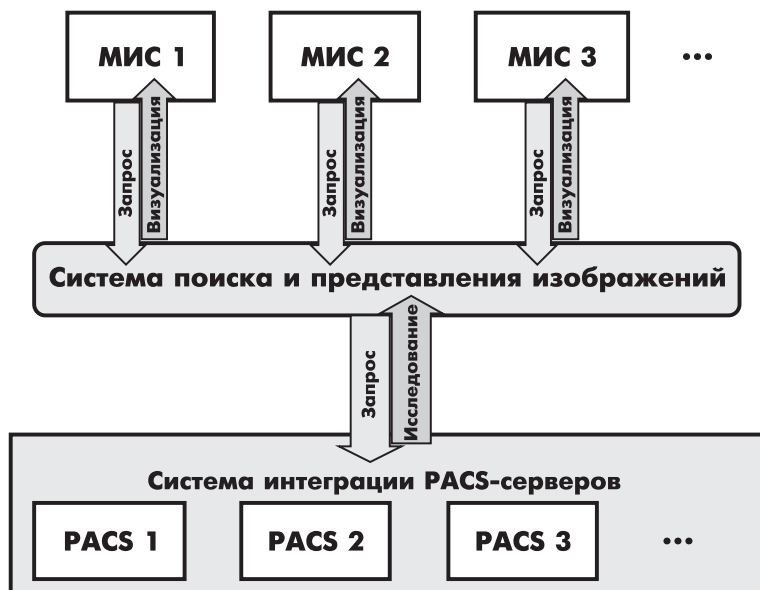 МИС 1
МИС 2
МИС 3
...
Запрос
Визуализация
Запрос
Визуализация
Запрос
Визуализация
Система поиска и представления изображений
Запрос
Исследование
Система интеграции PACS-серверов
PACS 1
PACS 2
PACS 3
...